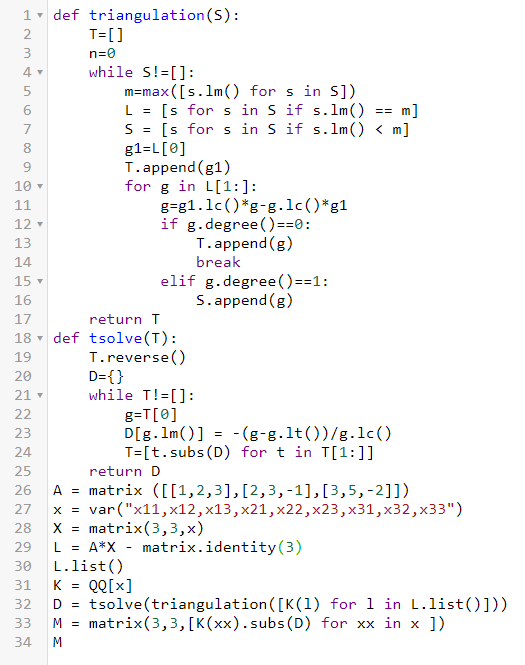 1 def triangulation(S):
2     T=[]
3     n=0
4     while S!=[]:
5         m=max([s.lm() for s in S])
6         L = [s for s in S if s.lm() == m]
7         S = [s for s in S if s.lm() < m]
8         g1=L[0]
9         T.append(g1)
10         for g in L[1:]:
11             g=g1.lc()*g-g.lc()*g1
12             if g.degree()==0:
13                 T.append(g)
14                 break
15             elif g.degree()==1:
16                 S.append(g)
17     return T
18 def tsolve(T):
19     T.reverse()
20     D={}
21     while T!=[]:
22         g=T[0]
23         D[g.lm()] = -(g-g.lt())/g.lc()
24         T=[t.subs(D) for t in T[1:]]
25     return D
26 A = matrix ([[1,2,3],[2,3,-1],[3,5,-2]])
27 x = var("x11,x12,x13,x21,x22,x23,x31,x32,x33")
28 X = matrix(3,3,x)
29 L = A*X - matrix.identity(3)
30 L.list()
31 K = QQ[x]
32 D = tsolve(triangulation([K(l) for l in L.list()]))
33 M = matrix(3,3,[K(xx).subs(D) for xx in x ])
34 M